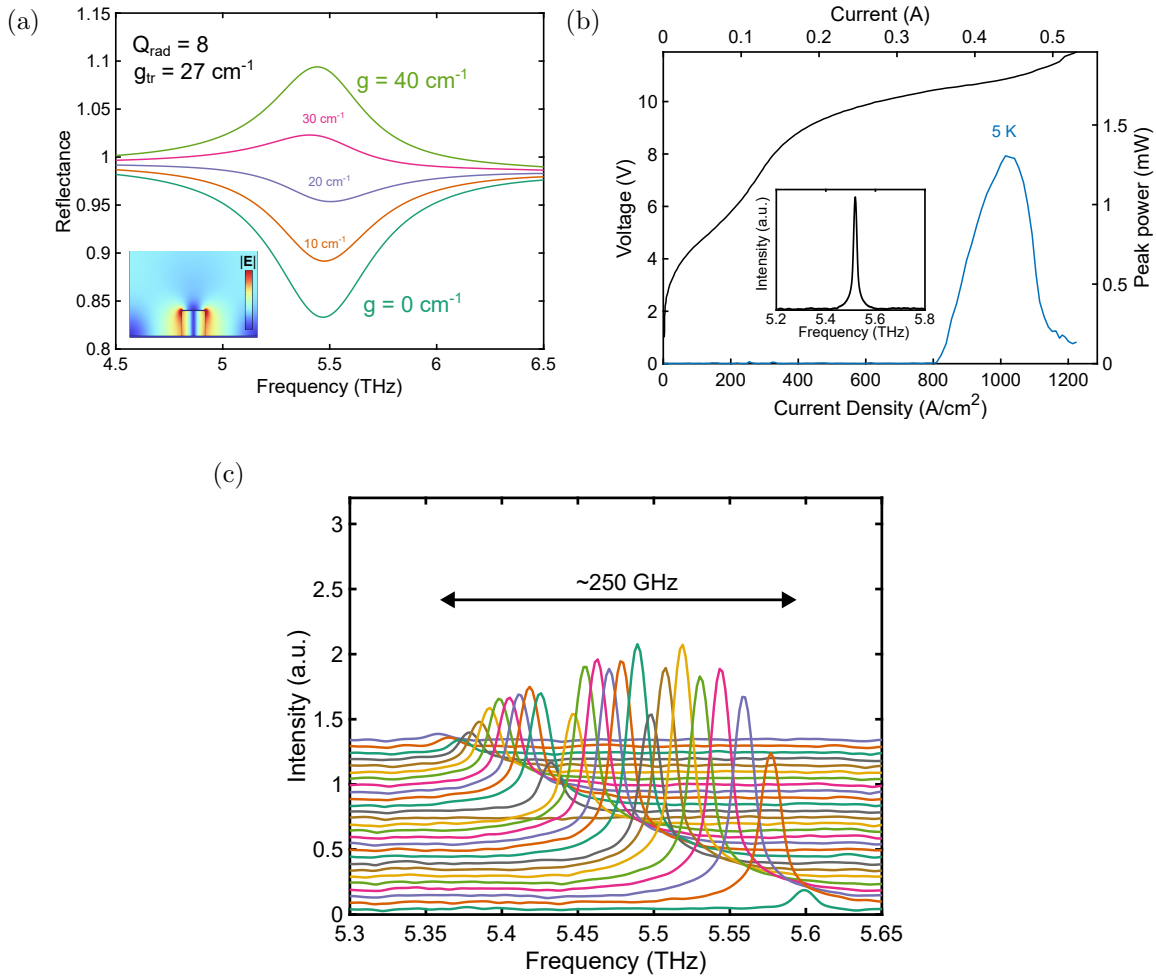 (a)
1.15
1.1
1.05
1
0.95
0.9
0.85
0.8
Reflectance
Q_rad = 8
g_tr = 27 cm⁻¹
g = 40 cm⁻¹
30 cm⁻¹
20 cm⁻¹
10 cm⁻¹
g = 0 cm⁻¹
|E|
4.5 5 5.5 6 6.5
Frequency (THz)
(b)
Current (A)
0 0.1 0.2 0.3 0.4 0.5
10
8
6
4
2
0
Voltage (V)
5 K
1.5
1
0.5
0
Peak power (mW)
Intensity (a.u.)
5.2 5.4 5.6 5.8
Frequency (THz)
0 200 400 600 800 1000 1200
Current Density (A/cm²)
(c)
3
2.5
2
1.5
1
0.5
0
Intensity (a.u.)
~250 GHz
5.3 5.35 5.4 5.45 5.5 5.55 5.6 5.65
Frequency (THz)